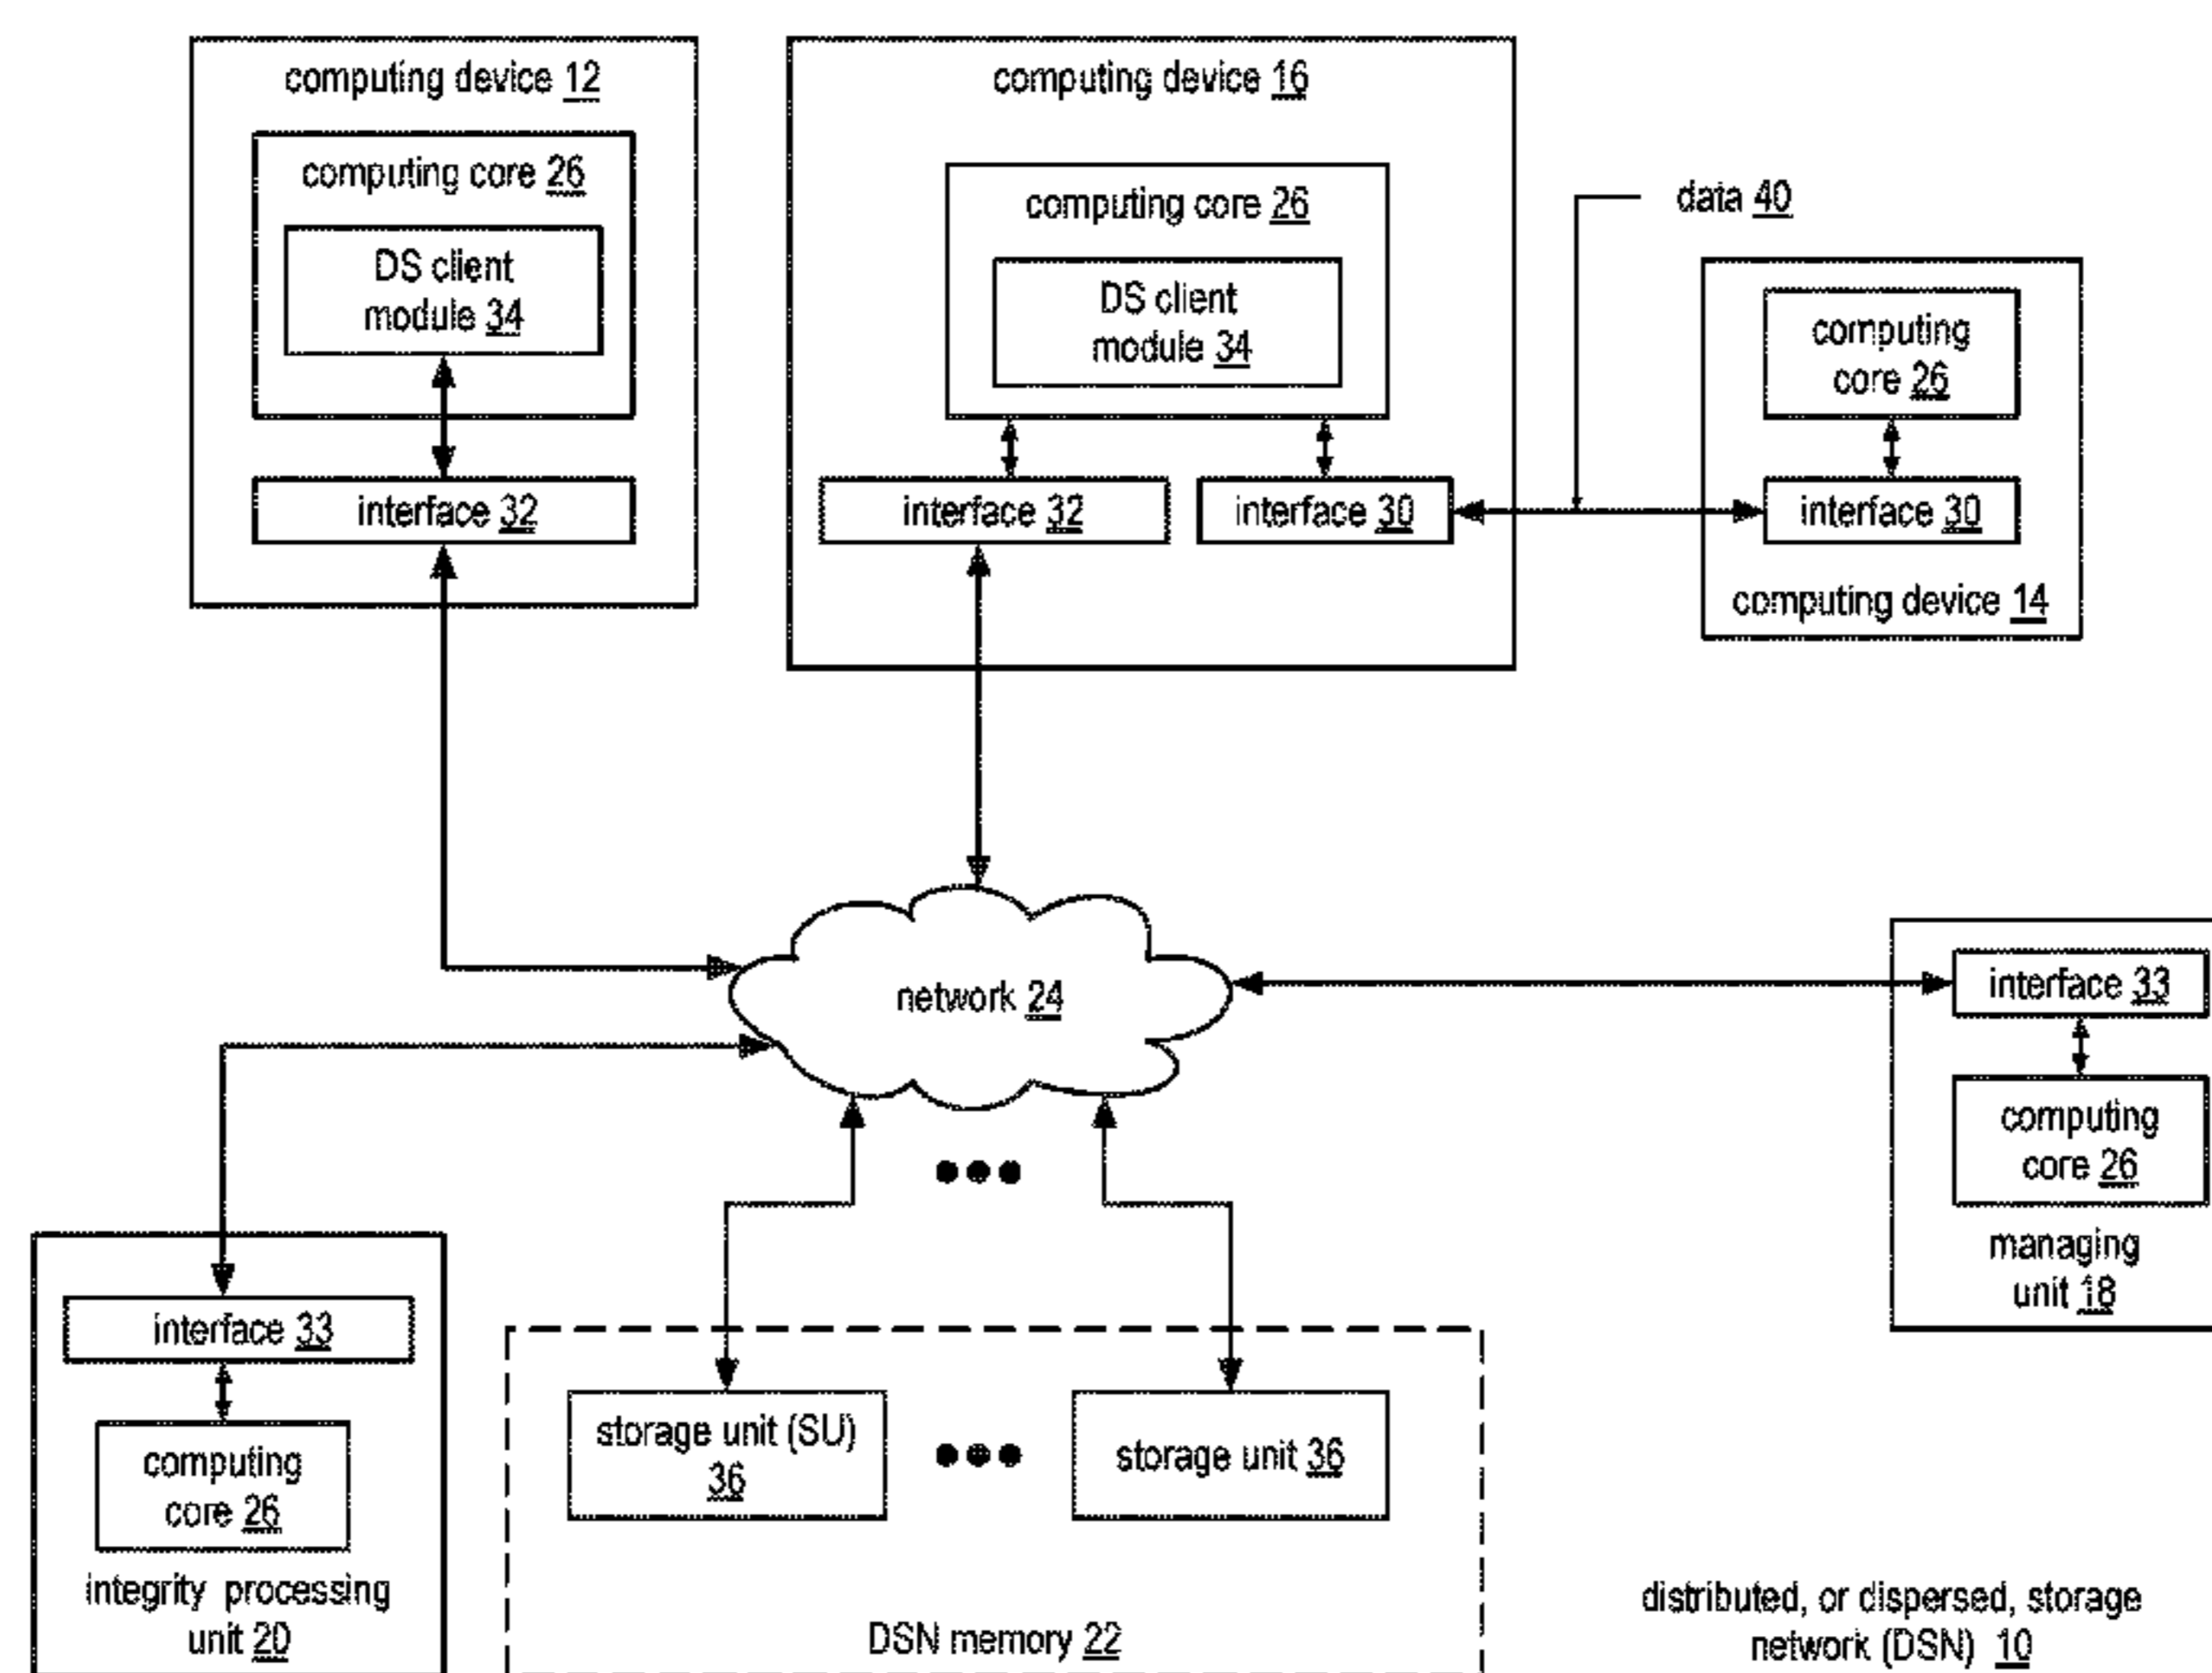 computing device 12
computing core 26
DS client
module 34
interface 32
computing device 16
computing core 26
DS client
module 34
interface 32
interface 30
data 40
computing
core 26
interface 30
computing device 14
network 24
interface 33
computing
core 26
managing
unit 18
interface 33
computing
core 26
integrity processing
unit 20
storage unit (SU)
36
storage unit 36
DSN memory 22
distributed, or dispersed, storage
network (DSN) 10